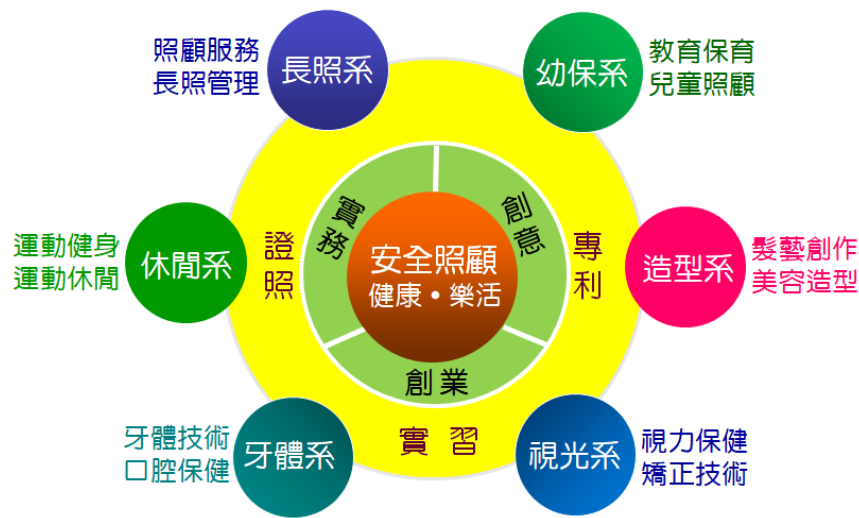 照顧服務
長照管理
長照系
幼保系
教育保育
兒童照顧
實務
創意
運動健身
運動休閒
休閒系
證照
安全照顧
健康・樂活
專利
造型系
髮藝創作
美容造型
創業
牙體技術
口腔保健
牙體系
實習
視光系
視力保健
矯正技術